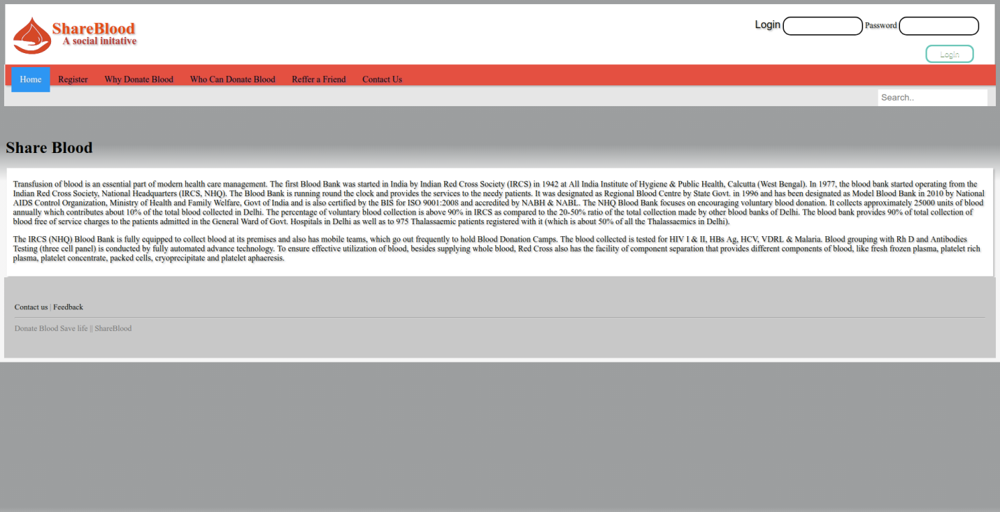 ShareBlood
A social initative
Login
Password
Login
Home
Register
Why Donate Blood
Who Can Donate Blood
Reffer a Friend
Contact Us
Search..
Share Blood
Transfusion of blood is an essential part of modern health care management. The first Blood Bank was started in India by Indian Red Cross Society (IRCS) in 1942 at All India Institute of Hygiene & Public Health, Calcutta (West Bengal). In 1977, the blood bank started operating from the
Indian Red Cross Society, National Headquarters (IRCS, NHQ). The Blood Bank is running round the clock and provides the services to the needy patients. It was designated as Regional Blood Centre by State Govt. in 1996 and has been designated as Model Blood Bank in 2010 by National
AIDS Control Organization, Ministry of Health and Family Welfare, Govt of India and is also certified by the BIS for ISO 9001:2008 and accredited by NABH & NABL. The NHQ Blood Bank focuses on encouraging voluntary blood donation. It collects approximately 25000 units of blood
annually which contributes about 10% of the total blood collected in Delhi. The percentage of voluntary blood collection is above 90% in IRCS as compared to the 20-50% ratio of the total collection made by other blood banks of Delhi. The blood bank provides 90% of total collection of
blood free of service charges to the patients admitted in the General Ward of Govt. Hospitals in Delhi as well as to 975 Thalassaemic patients registered with it (which is about 50% of all the Thalassaemics in Delhi).
The IRCS (NHQ) Blood Bank is fully equipped to collect blood at its premises and also has mobile teams, which go out frequently to hold Blood Donation Camps. The blood collected is tested for HIV I & II, HBs Ag, HCV, VDRL & Malaria. Blood grouping with Rh D and Antibodies
Testing (three cell panel) is conducted by fully automated advance technology. To ensure effective utilization of blood, besides supplying whole blood, Red Cross also has the facility of component separation that provides different components of blood, like fresh frozen plasma, platelet rich
plasma, platelet concentrate, packed cells, cryoprecipitate and platelet aphaeresis.
Contact us | Feedback
Donate Blood Save life || ShareBlood